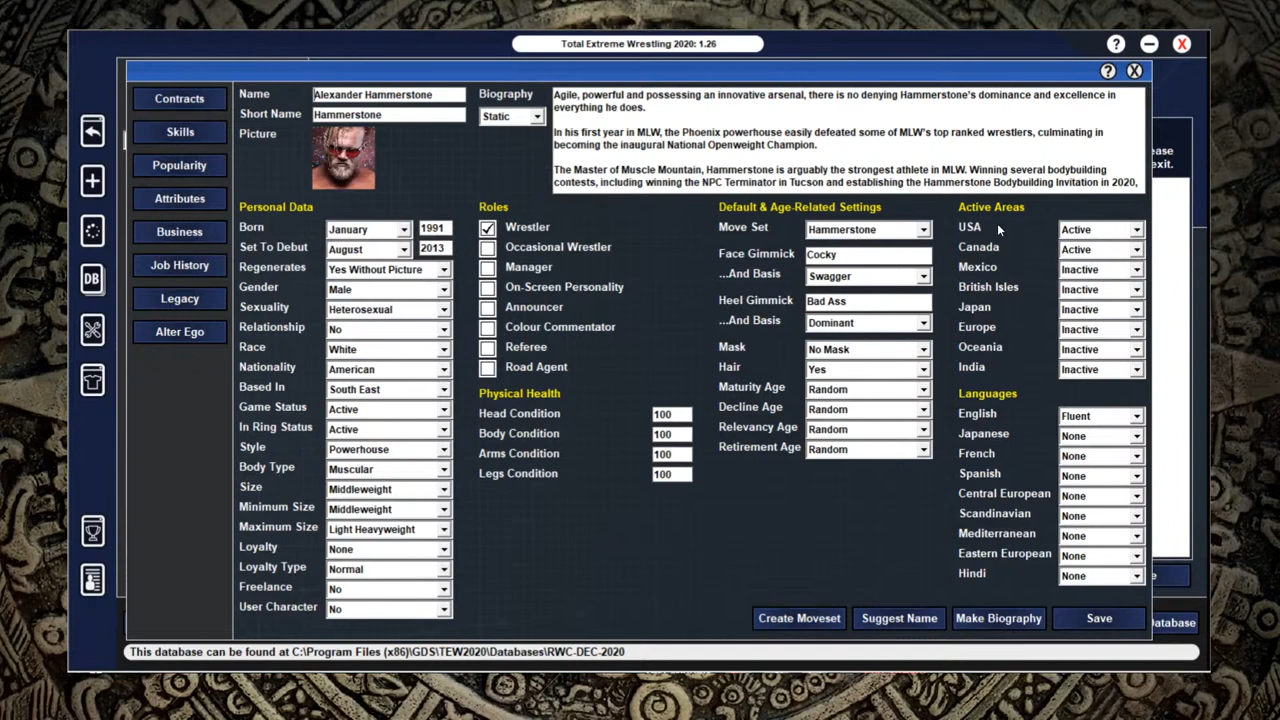 Total Extreme Wrestling 2020: 1.26
?
X
? X
Contracts
Skills
Popularity
Attributes
Business
Job History
Legacy
Alter Ego
DB
Name Alexander Hammerstone
Short Name Hammerstone
Picture
Biography
Static
Agile, powerful and possessing an innovative arsenal, there is no denying Hammerstone's dominance and excellence in
everything he does.
In his first year in MLW, the Phoenix powerhouse easily defeated some of MLW's top ranked wrestlers, culminating in
becoming the inaugural National Openweight Champion.
The Master of Muscle Mountain, Hammerstone is arguably the strongest athlete in MLW. Winning several bodybuilding
contests, including winning the NPC Terminator in Tucson and establishing the Hammerstone Bodybuilding Invitation in 2020,
Personal Data
Born January 1991
Set To Debut August 2013
Regenerates Yes Without Picture
Gender Male
Sexuality Heterosexual
Relationship No
Race White
Nationality American
Based In South East
Game Status Active
In Ring Status Active
Style Powerhouse
Body Type Muscular
Size Middleweight
Minimum Size Middleweight
Maximum Size Light Heavyweight
Loyalty None
Loyalty Type Normal
Freelance No
User Character No
Roles
Wrestler
Occasional Wrestler
Manager
On-Screen Personality
Announcer
Colour Commentator
Referee
Road Agent
Physical Health
Head Condition 100
Body Condition 100
Arms Condition 100
Legs Condition 100
Default & Age-Related Settings
Move Set Hammerstone
Face Gimmick Cocky
...And Basis Swagger
Heel Gimmick Bad Ass
...And Basis Dominant
Mask No Mask
Hair Yes
Maturity Age Random
Decline Age Random
Relevancy Age Random
Retirement Age Random
Active Areas
USA Active
Canada Active
Mexico Inactive
British Isles Inactive
Japan Inactive
Europe Inactive
Oceania Inactive
India Inactive
Languages
English Fluent
Japanese None
French None
Spanish None
Central European None
Scandinavian None
Mediterranean None
Eastern European None
Hindi None
Create Moveset Suggest Name Make Biography Save
ease
exit.
e
Database
This database can be found at C:\Program Files (x86)\GDS\TEW2020\Databases\RWC-DEC-2020